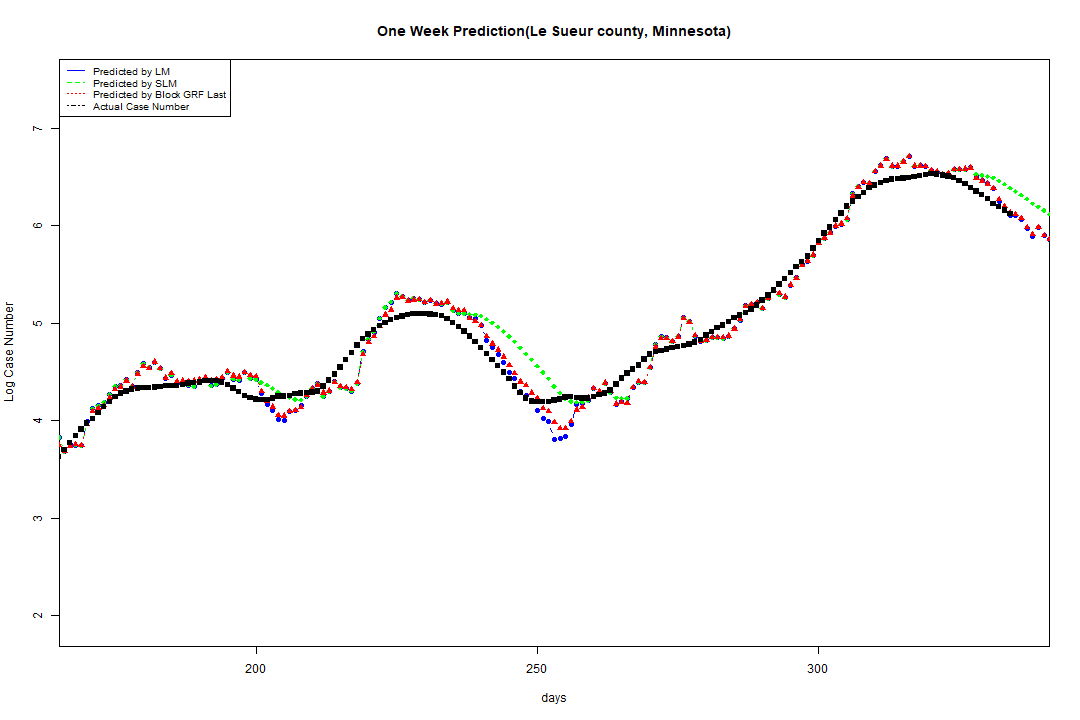 One Week Prediction(Le Sueur county, Minnesota)
Predicted by LM
Predicted by SLM
Predicted by Block GRF Last
Actual Case Number
Log Case Number
7
6
5
4
3
2
200 250 300
days